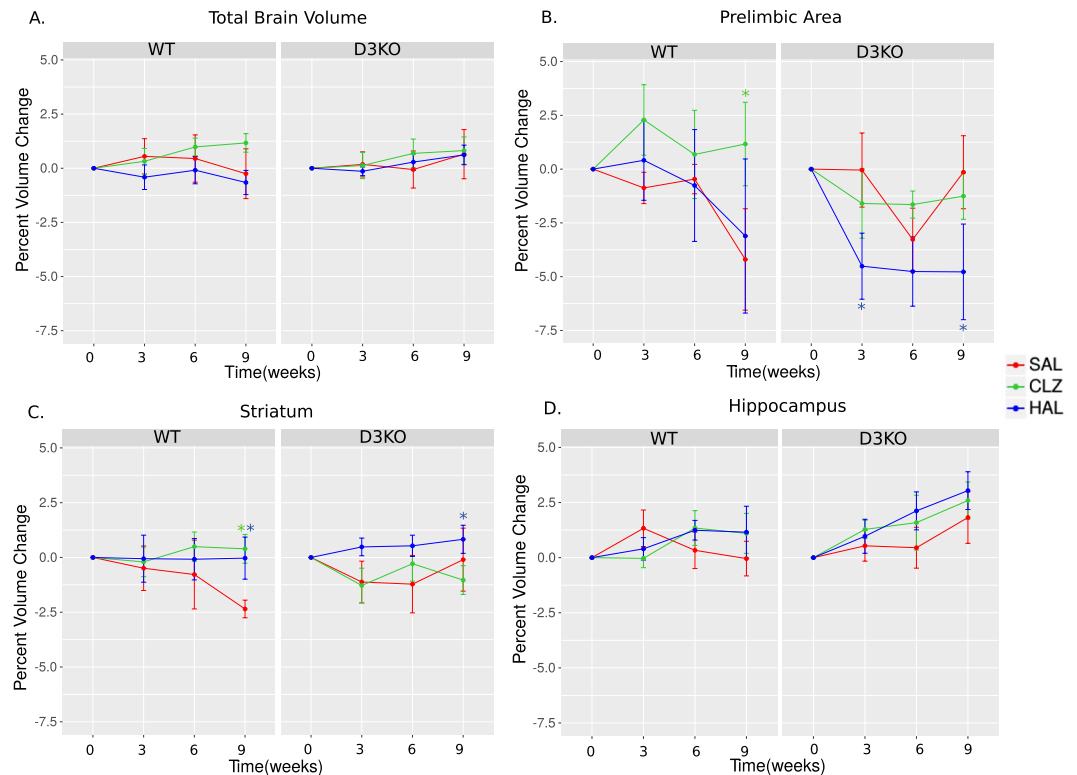 A. Total Brain Volume
WT D3KO
Percent Volume Change
5.0
2.5
0.0
-2.5
-5.0
-7.5
0 3 6 9 0 3 6 9
Time(weeks)
B. Prelimbic Area
WT D3KO
Percent Volume Change
5.0
2.5
0.0
-2.5
-5.0
-7.5
* * *
0 3 6 9 0 3 6 9
Time(weeks)
SAL
CLZ
HAL
C. Striatum
WT D3KO
Percent Volume Change
5.0
2.5
0.0
-2.5
-5.0
-7.5
** *
0 3 6 9 0 3 6 9
Time(weeks)
D. Hippocampus
WT D3KO
Percent Volume Change
5.0
2.5
0.0
-2.5
-5.0
-7.5
0 3 6 9 0 3 6 9
Time(weeks)